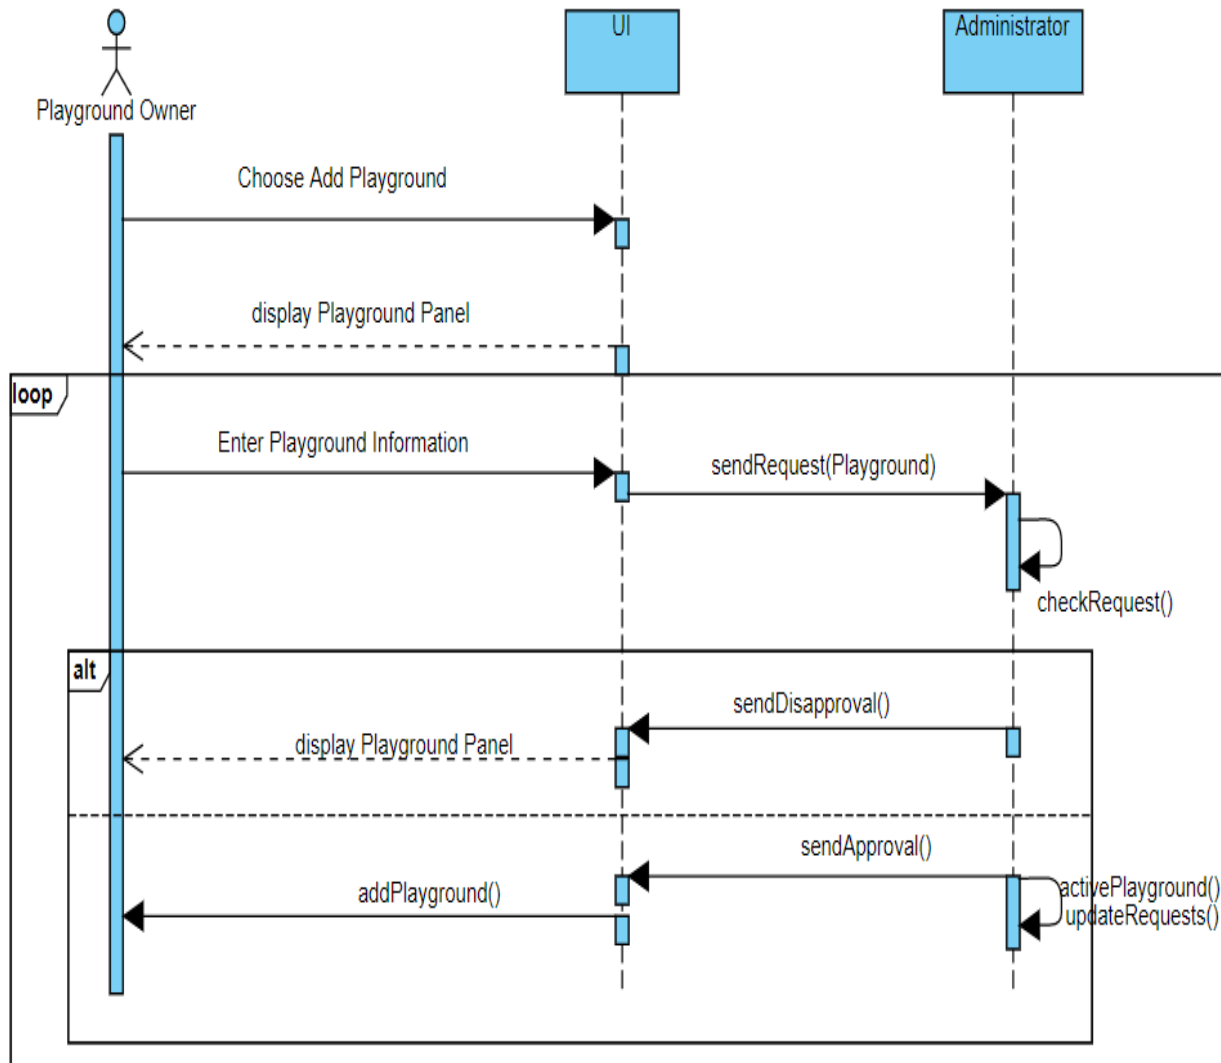 UI
Administrator
Playground Owner
Choose Add Playground
display Playground Panel
loop
Enter Playground Information
sendRequest(Playground)
checkRequest()
alt
sendDisapproval()
display Playground Panel
sendApproval()
addPlayground()
activePlayground()
updateRequests()